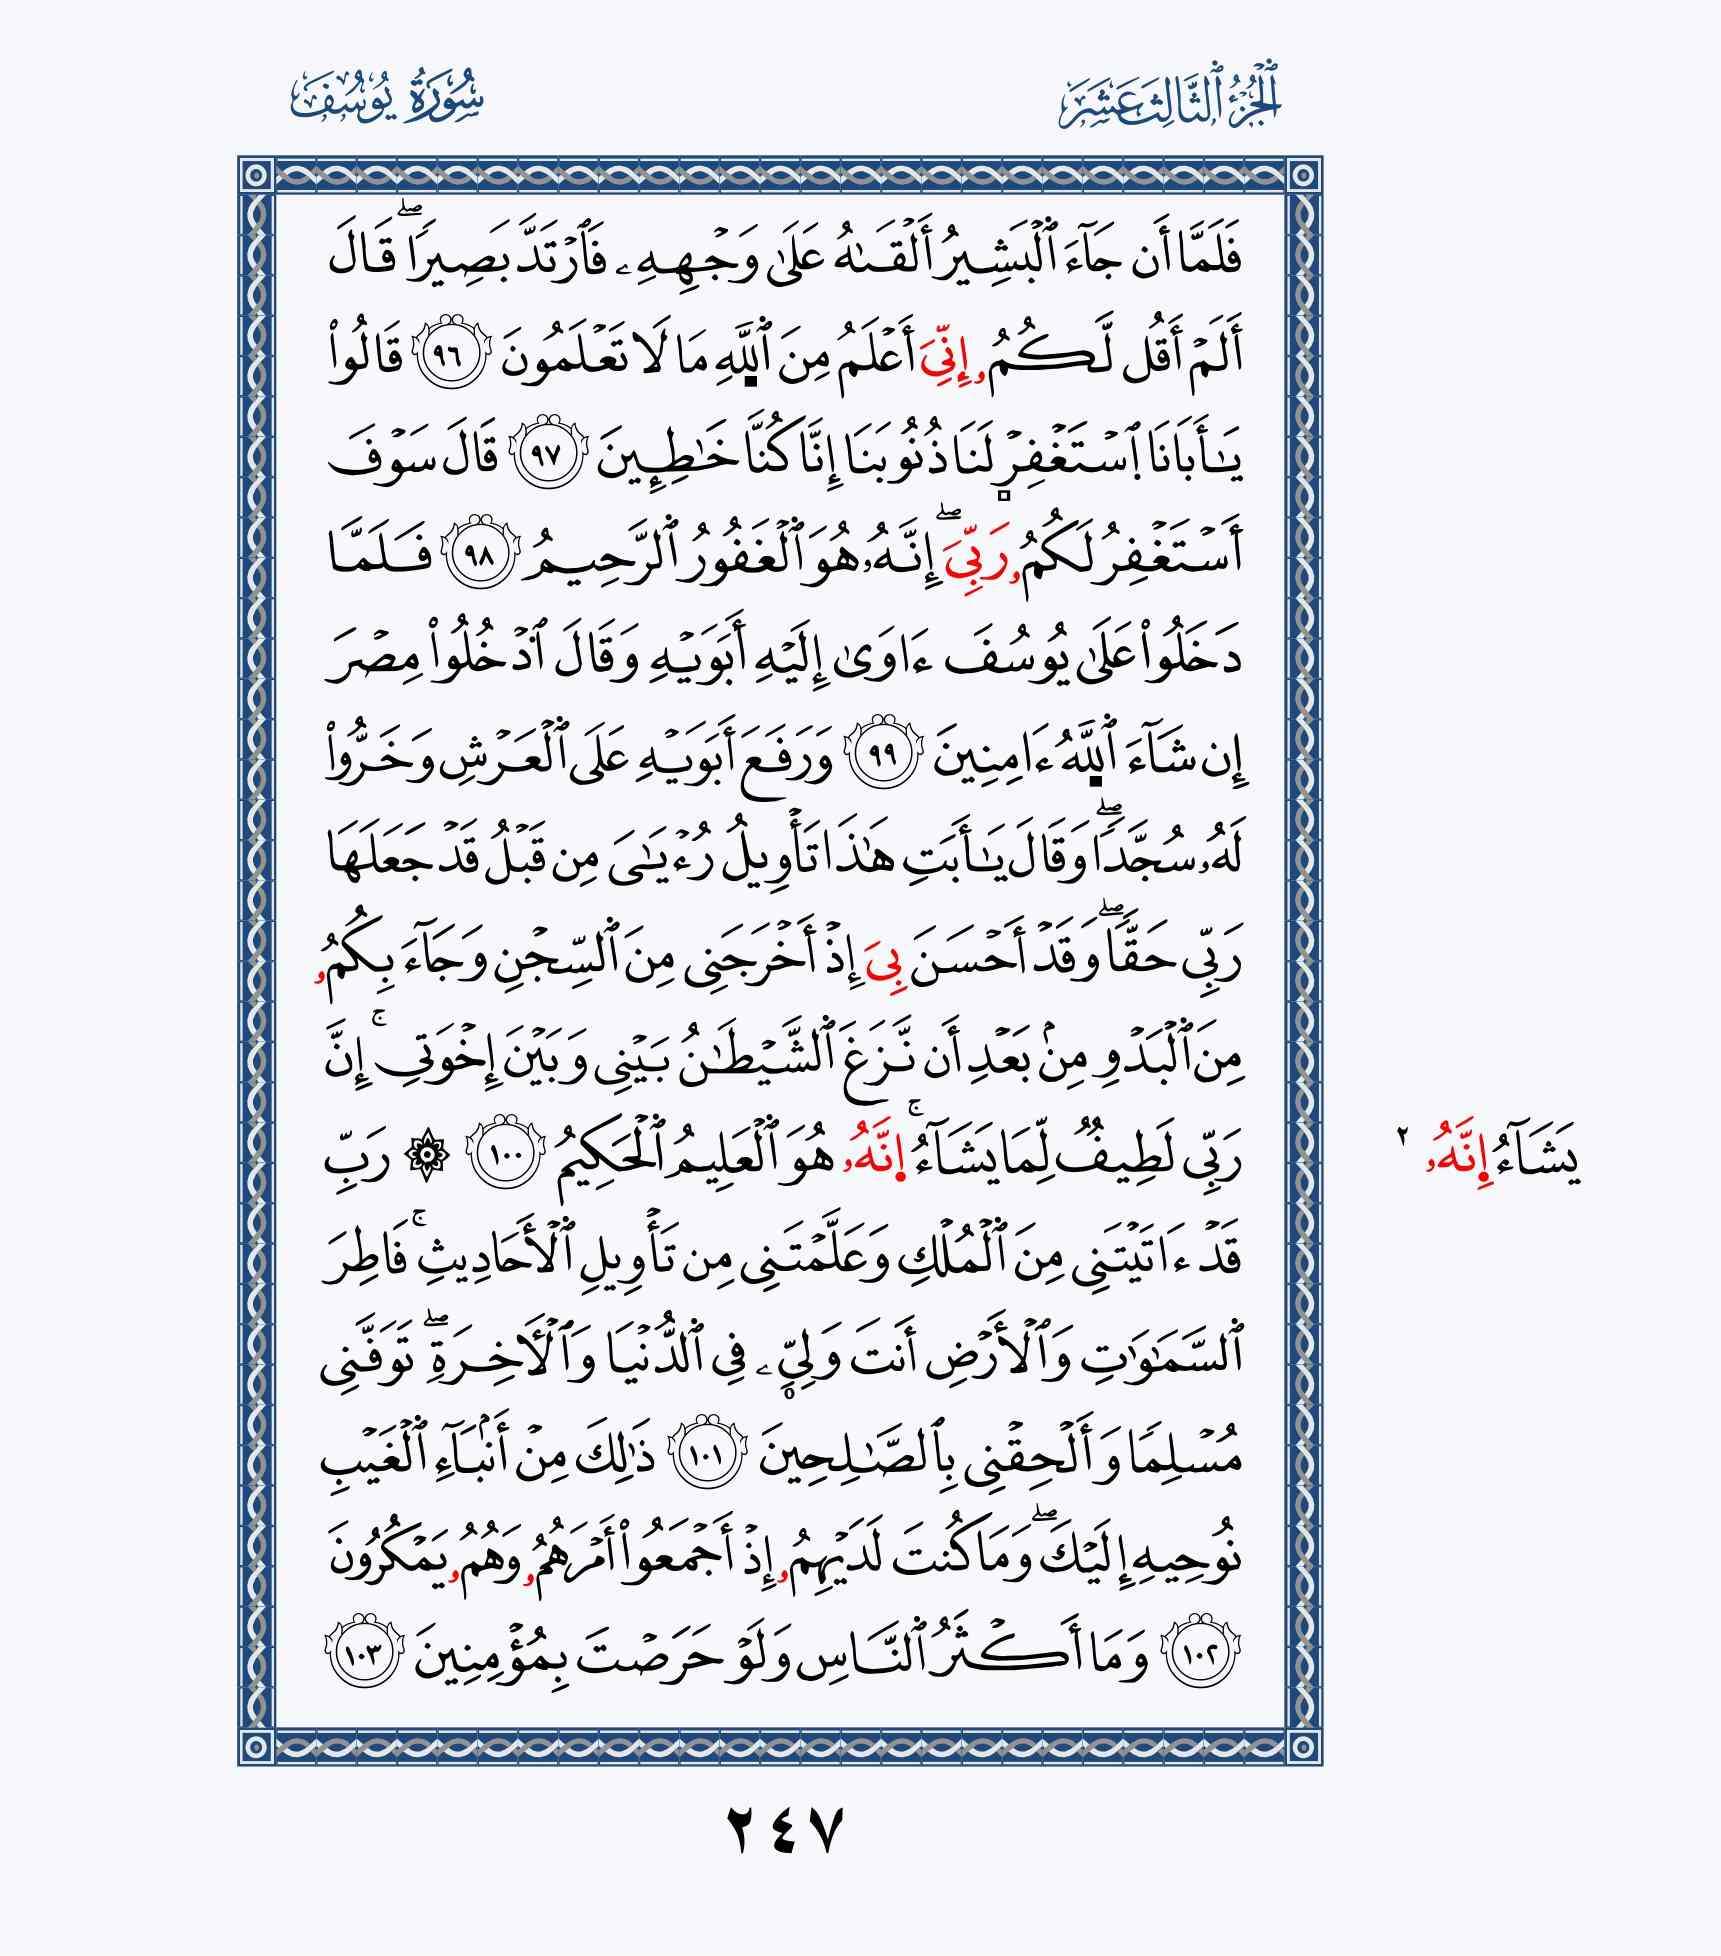 ٱلْجُزْءُ ٱلثَّالِثَ عَشَرَ
سُورَةُ يُوسُفَ
فَلَمَّآ أَن جَآءَ ٱلْبَشِيرُ أَلْقَىٰهُ عَلَىٰ وَجْهِهِۦ فَٱرْتَدَّ بَصِيرًاۖ قَالَ
أَلَمْ أَقُل لَّكُمُۥ إِنِّيَ أَعْلَمُ مِنَ ٱللَّهِ مَا لَا تَعْلَمُونَ ٩٦ قَالُوا۟
يَٰأَبَانَا ٱسْتَغْفِرْ لَنَا ذُنُوبَنَا إِنَّا كُنَّا خَٰطِـِٕينَ ٩٧ قَالَ سَوْفَ
أَسْتَغْفِرُ لَكُمُۥ رَبِّيَۖ إِنَّهُۥ هُوَ ٱلْغَفُورُ ٱلرَّحِيمُ ٩٨ فَلَمَّا
دَخَلُوا۟ عَلَىٰ يُوسُفَ ءَاوَىٰ إِلَيْهِ أَبَوَيْهِ وَقَالَ ٱدْخُلُوا۟ مِصْرَ
إِن شَآءَ ٱللَّهُ ءَامِنِينَ ٩٩ وَرَفَعَ أَبَوَيْهِ عَلَى ٱلْعَرْشِ وَخَرُّوا۟
لَهُۥ سُجَّدًاۖ وَقَالَ يَٰأَبَتِ هَٰذَا تَأْوِيلُ رُءْيَٰىَ مِن قَبْلُ قَدْ جَعَلَهَا
رَبِّى حَقًّاۖ وَقَدْ أَحْسَنَ بِيَ إِذْ أَخْرَجَنِى مِنَ ٱلسِّجْنِ وَجَآءَ بِكُمُۥ
مِنَ ٱلْبَدْوِ مِنۢ بَعْدِ أَن نَّزَغَ ٱلشَّيْطَٰنُ بَيْنِى وَبَيْنَ إِخْوَتِىۚ إِنَّ
رَبِّى لَطِيفٌ لِّمَا يَشَآءُۚ إِنَّهُۥ هُوَ ٱلْعَلِيمُ ٱلْحَكِيمُ ١٠٠ ۞ رَبِّ
يَشَآءُ إِنَّهُۥ ٢
قَدْ ءَاتَيْتَنِى مِنَ ٱلْمُلْكِ وَعَلَّمْتَنِى مِن تَأْوِيلِ ٱلْأَحَادِيثِۚ فَاطِرَ
ٱلسَّمَٰوَٰتِ وَٱلْأَرْضِ أَنتَ وَلِيِّۦ فِى ٱلدُّنْيَا وَٱلْأَخِرَةِۖ تَوَفَّنِى
مُسْلِمًا وَأَلْحِقْنِى بِٱلصَّٰلِحِينَ ١٠١ ذَٰلِكَ مِنْ أَنۢبَآءِ ٱلْغَيْبِ
نُوحِيهِ إِلَيْكَۖ وَمَا كُنتَ لَدَيْهِمُۥ إِذْ أَجْمَعُوا۟ أَمْرَهُمُۥ وَهُمُۥ يَمْكُرُونَ
١٠٢ وَمَا أَكْثَرُ ٱلنَّاسِ وَلَوْ حَرَصْتَ بِمُؤْمِنِينَ ١٠٣
٢٤٧